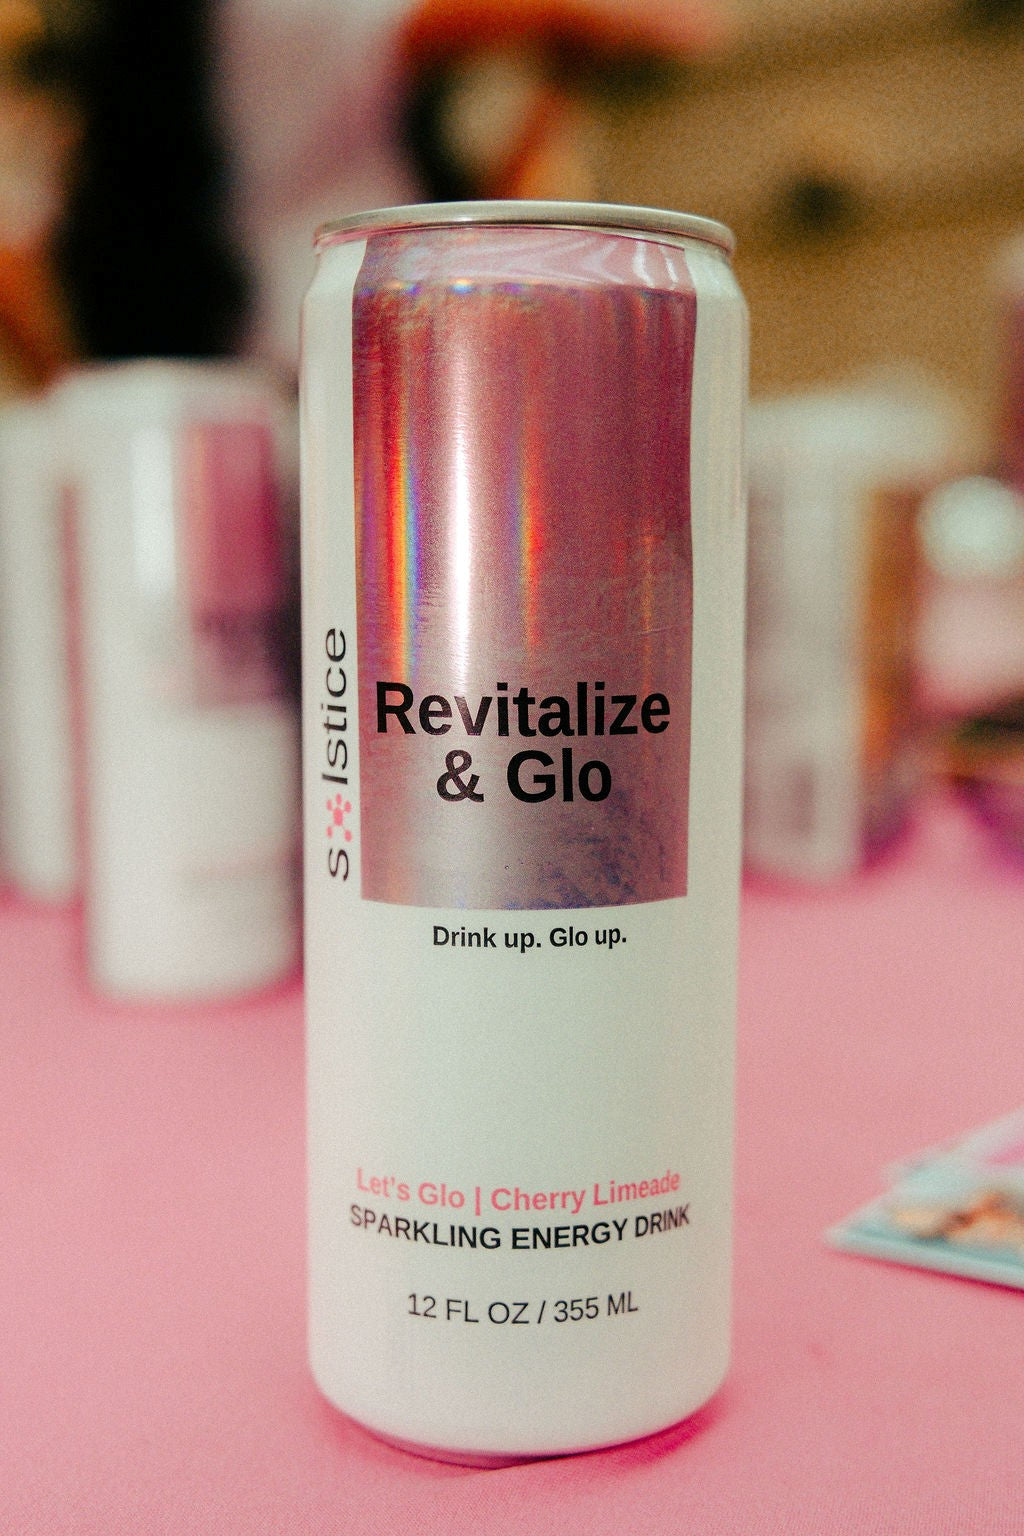 Revitalize
& Glo
solstice
Drink up. Glo up.
Let's Glo | Cherry Limeade
SPARKLING ENERGY DRINK
12 FL OZ / 355 ML